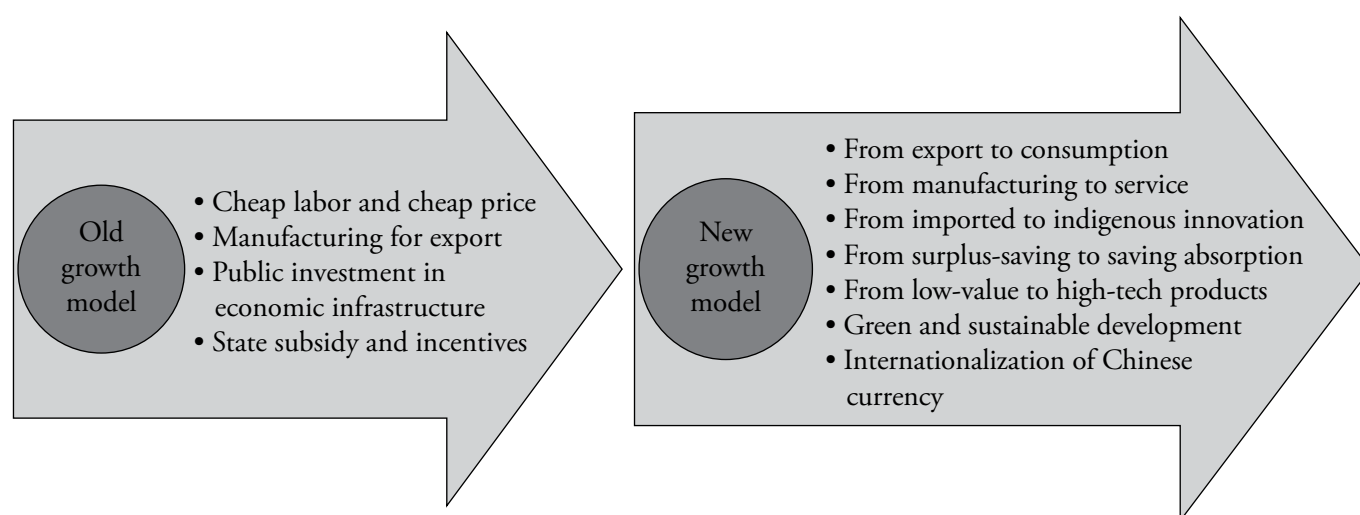 Old
growth
model
• Cheap labor and cheap price
• Manufacturing for export
• Public investment in
economic infrastructure
• State subsidy and incentives
New
growth
model
• From export to consumption
• From manufacturing to service
• From imported to indigenous innovation
• From surplus-saving to saving absorption
• From low-value to high-tech products
• Green and sustainable development
• Internationalization of Chinese
currency